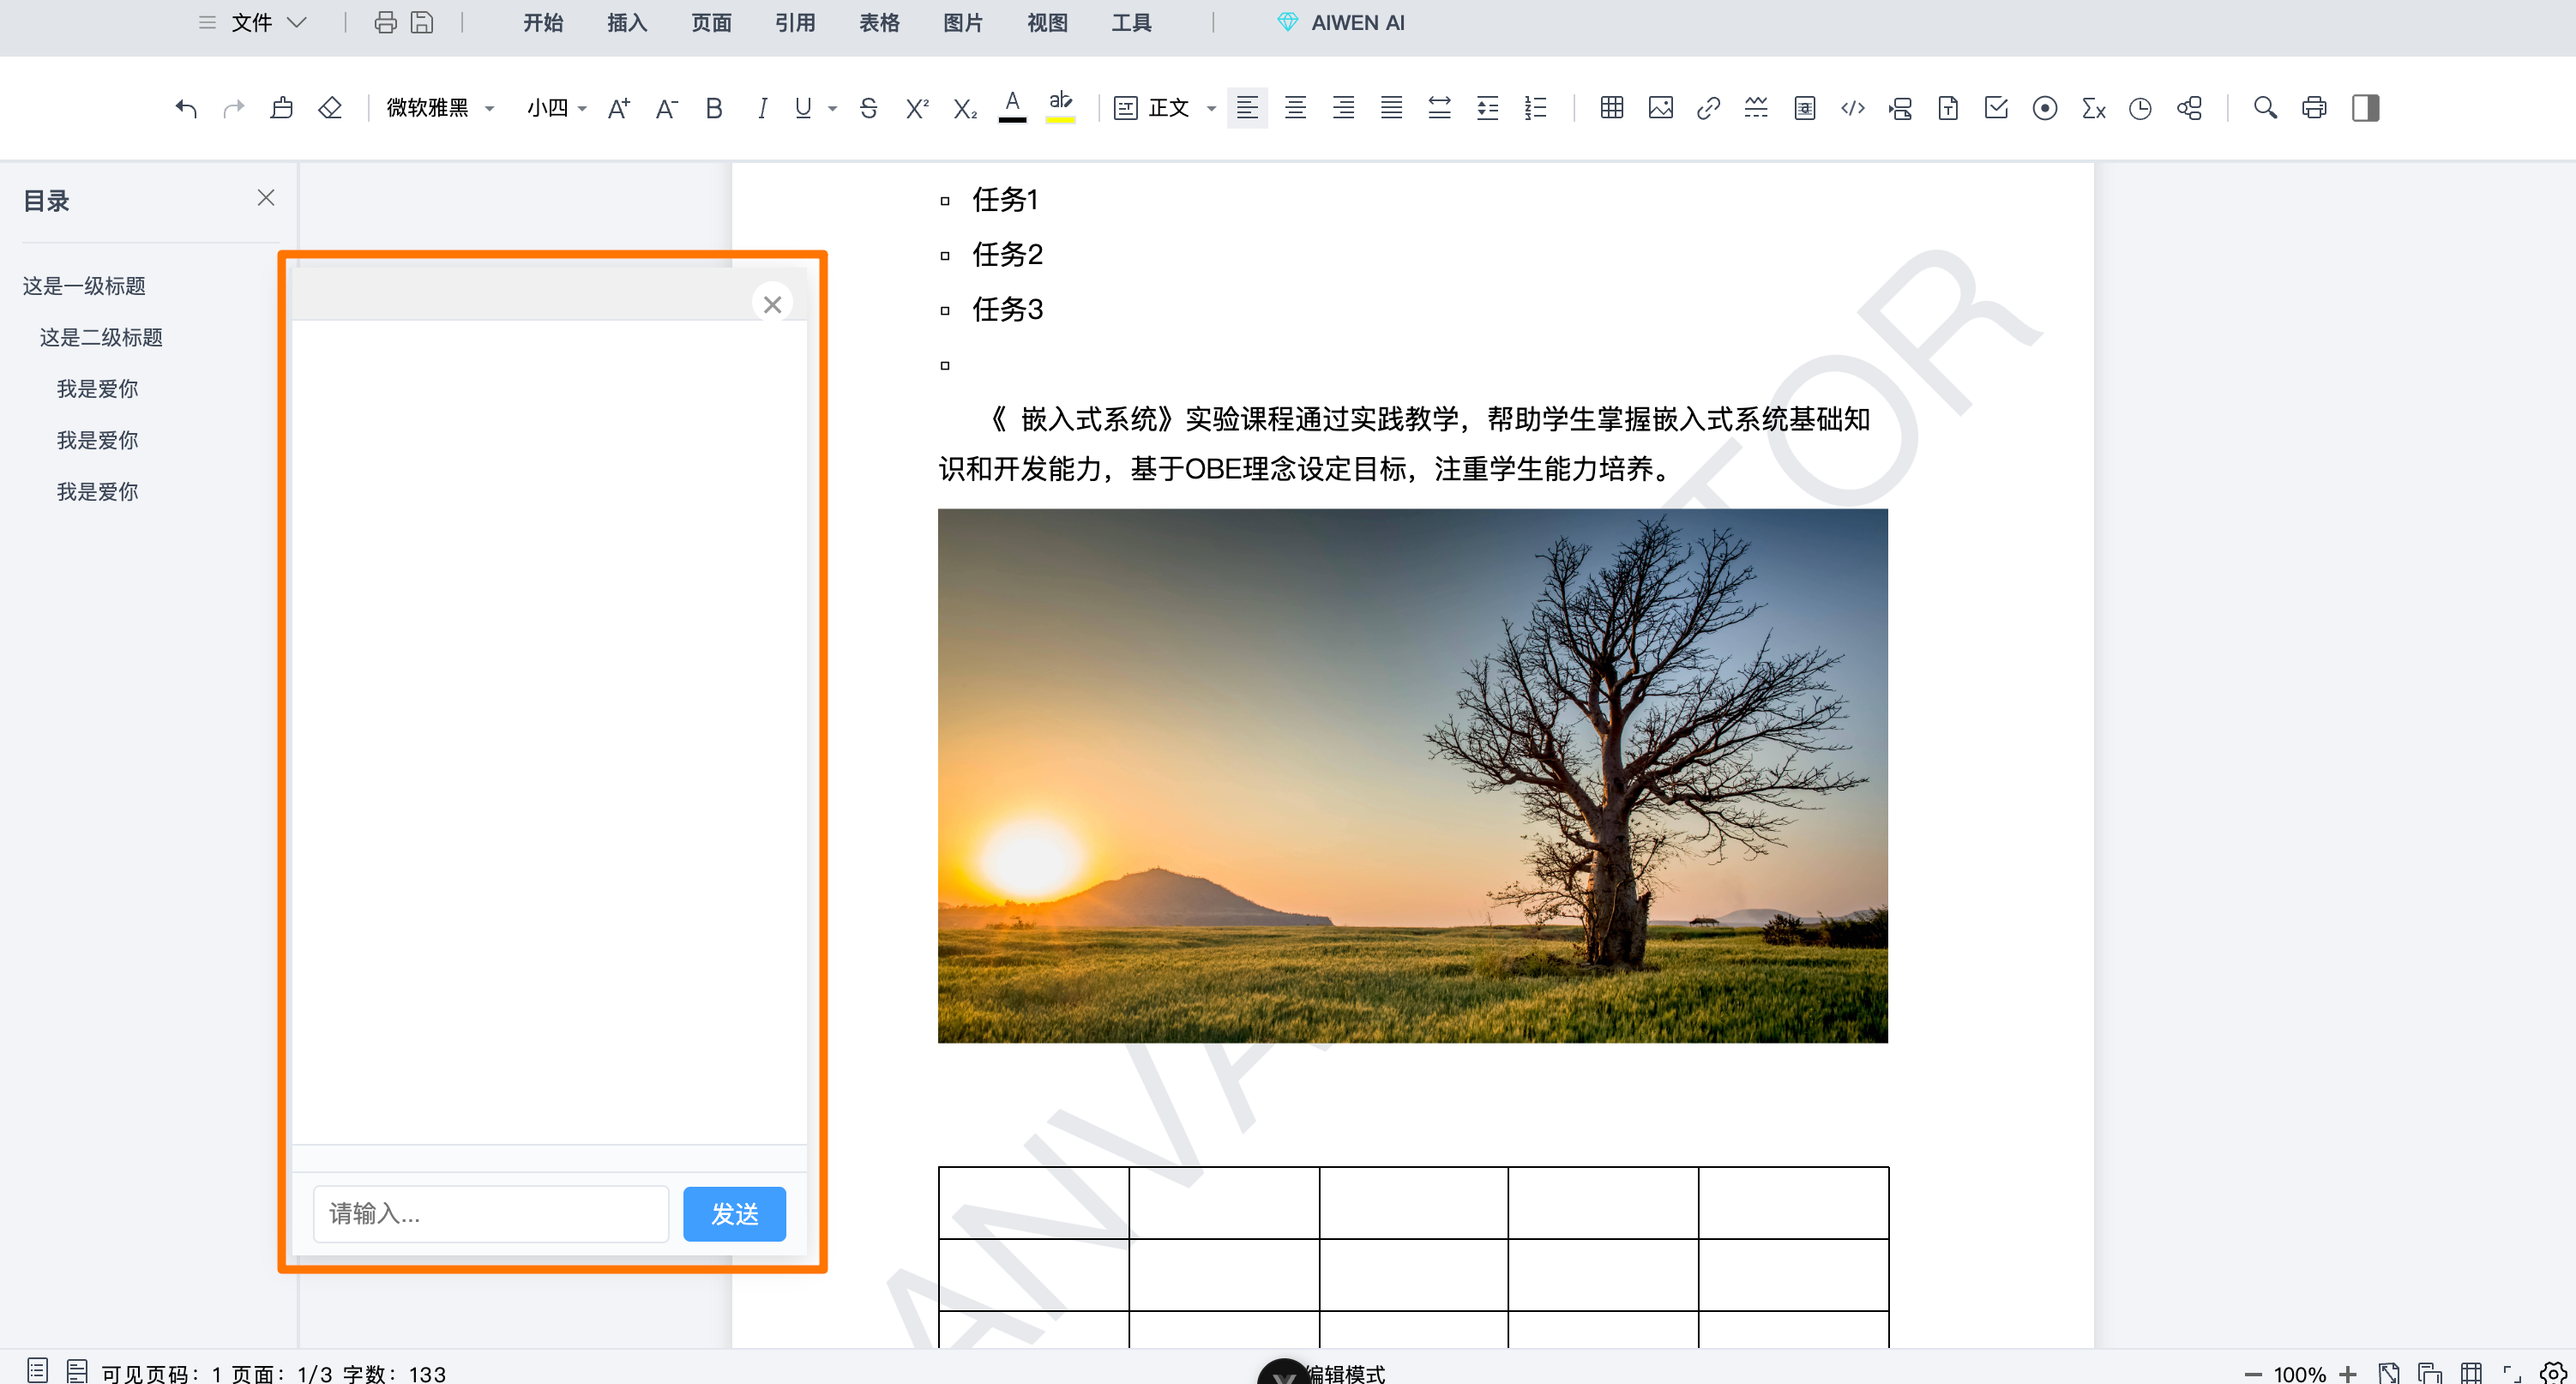 文件 开始 插入 页面 引用 表格 图片 视图 工具 AIWEN AI
微软雅黑 小四 A+ A- B I U S X² X₂ A ab 正文
目录
这是一级标题
这是二级标题
我是爱你
我是爱你
我是爱你
请输入...
发送
任务1
任务2
任务3
《 嵌入式系统》实验课程通过实践教学，帮助学生掌握嵌入式系统基础知
识和开发能力，基于OBE理念设定目标，注重学生能力培养。
TOR
ANVA
可见页码：1 页面：1/3 字数：133 编辑模式 100%